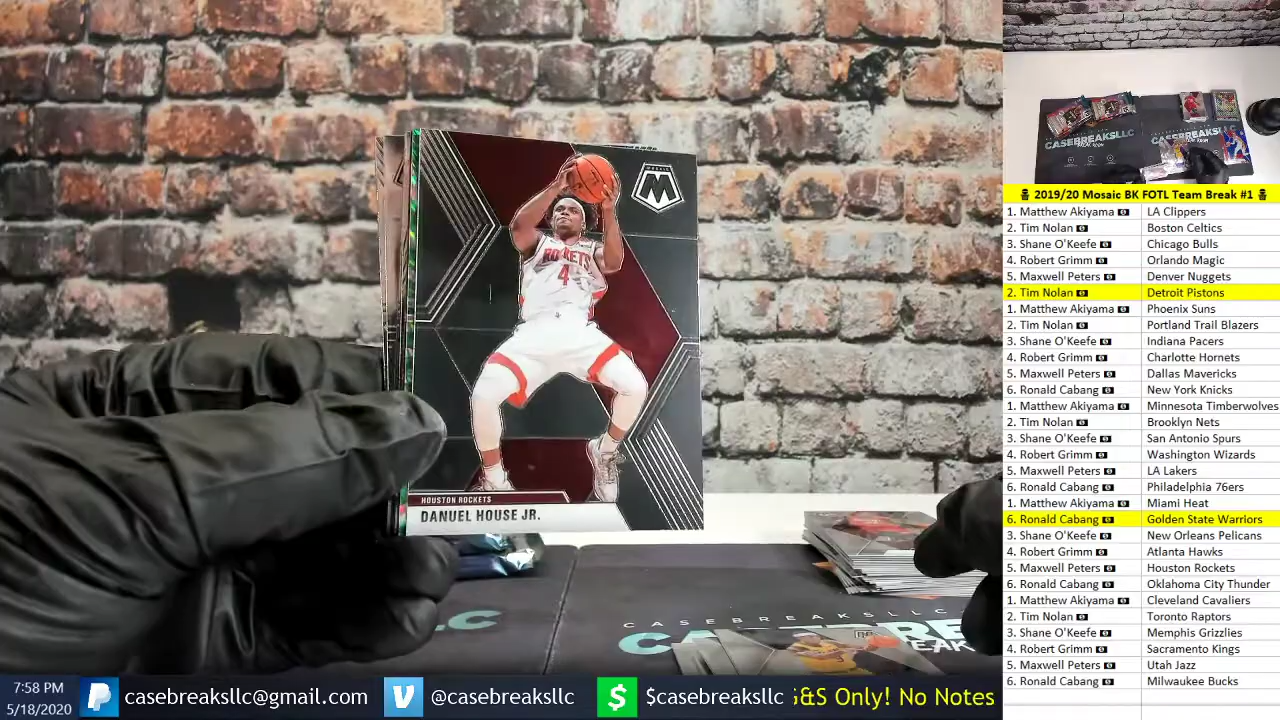 MOSAIC
M
ROCKETS
4
HOUSTON ROCKETS
DANUEL HOUSE JR.
CASEBREAKSLLC
LLC
CASEBREAKSLLC
CASEBREAKSLLC
2019/20 Mosaic BK FOTL Team Break #1
1. Matthew Akiyama LA Clippers
2. Tim Nolan Boston Celtics
3. Shane O'Keefe Chicago Bulls
4. Robert Grimm Orlando Magic
5. Maxwell Peters Denver Nuggets
2. Tim Nolan Detroit Pistons
1. Matthew Akiyama Phoenix Suns
2. Tim Nolan Portland Trail Blazers
3. Shane O'Keefe Indiana Pacers
4. Robert Grimm Charlotte Hornets
5. Maxwell Peters Dallas Mavericks
6. Ronald Cabang New York Knicks
1. Matthew Akiyama Minnesota Timberwolves
2. Tim Nolan Brooklyn Nets
3. Shane O'Keefe San Antonio Spurs
4. Robert Grimm Washington Wizards
5. Maxwell Peters LA Lakers
6. Ronald Cabang Philadelphia 76ers
1. Matthew Akiyama Miami Heat
6. Ronald Cabang Golden State Warriors
3. Shane O'Keefe New Orleans Pelicans
4. Robert Grimm Atlanta Hawks
5. Maxwell Peters Houston Rockets
6. Ronald Cabang Oklahoma City Thunder
1. Matthew Akiyama Cleveland Cavaliers
2. Tim Nolan Toronto Raptors
3. Shane O'Keefe Memphis Grizzlies
4. Robert Grimm Sacramento Kings
5. Maxwell Peters Utah Jazz
6. Ronald Cabang Milwaukee Bucks
7:58 PM
5/18/2020
casebreaksllc@gmail.com
@casebreaksllc
$casebreaksllc
G&S Only! No Notes